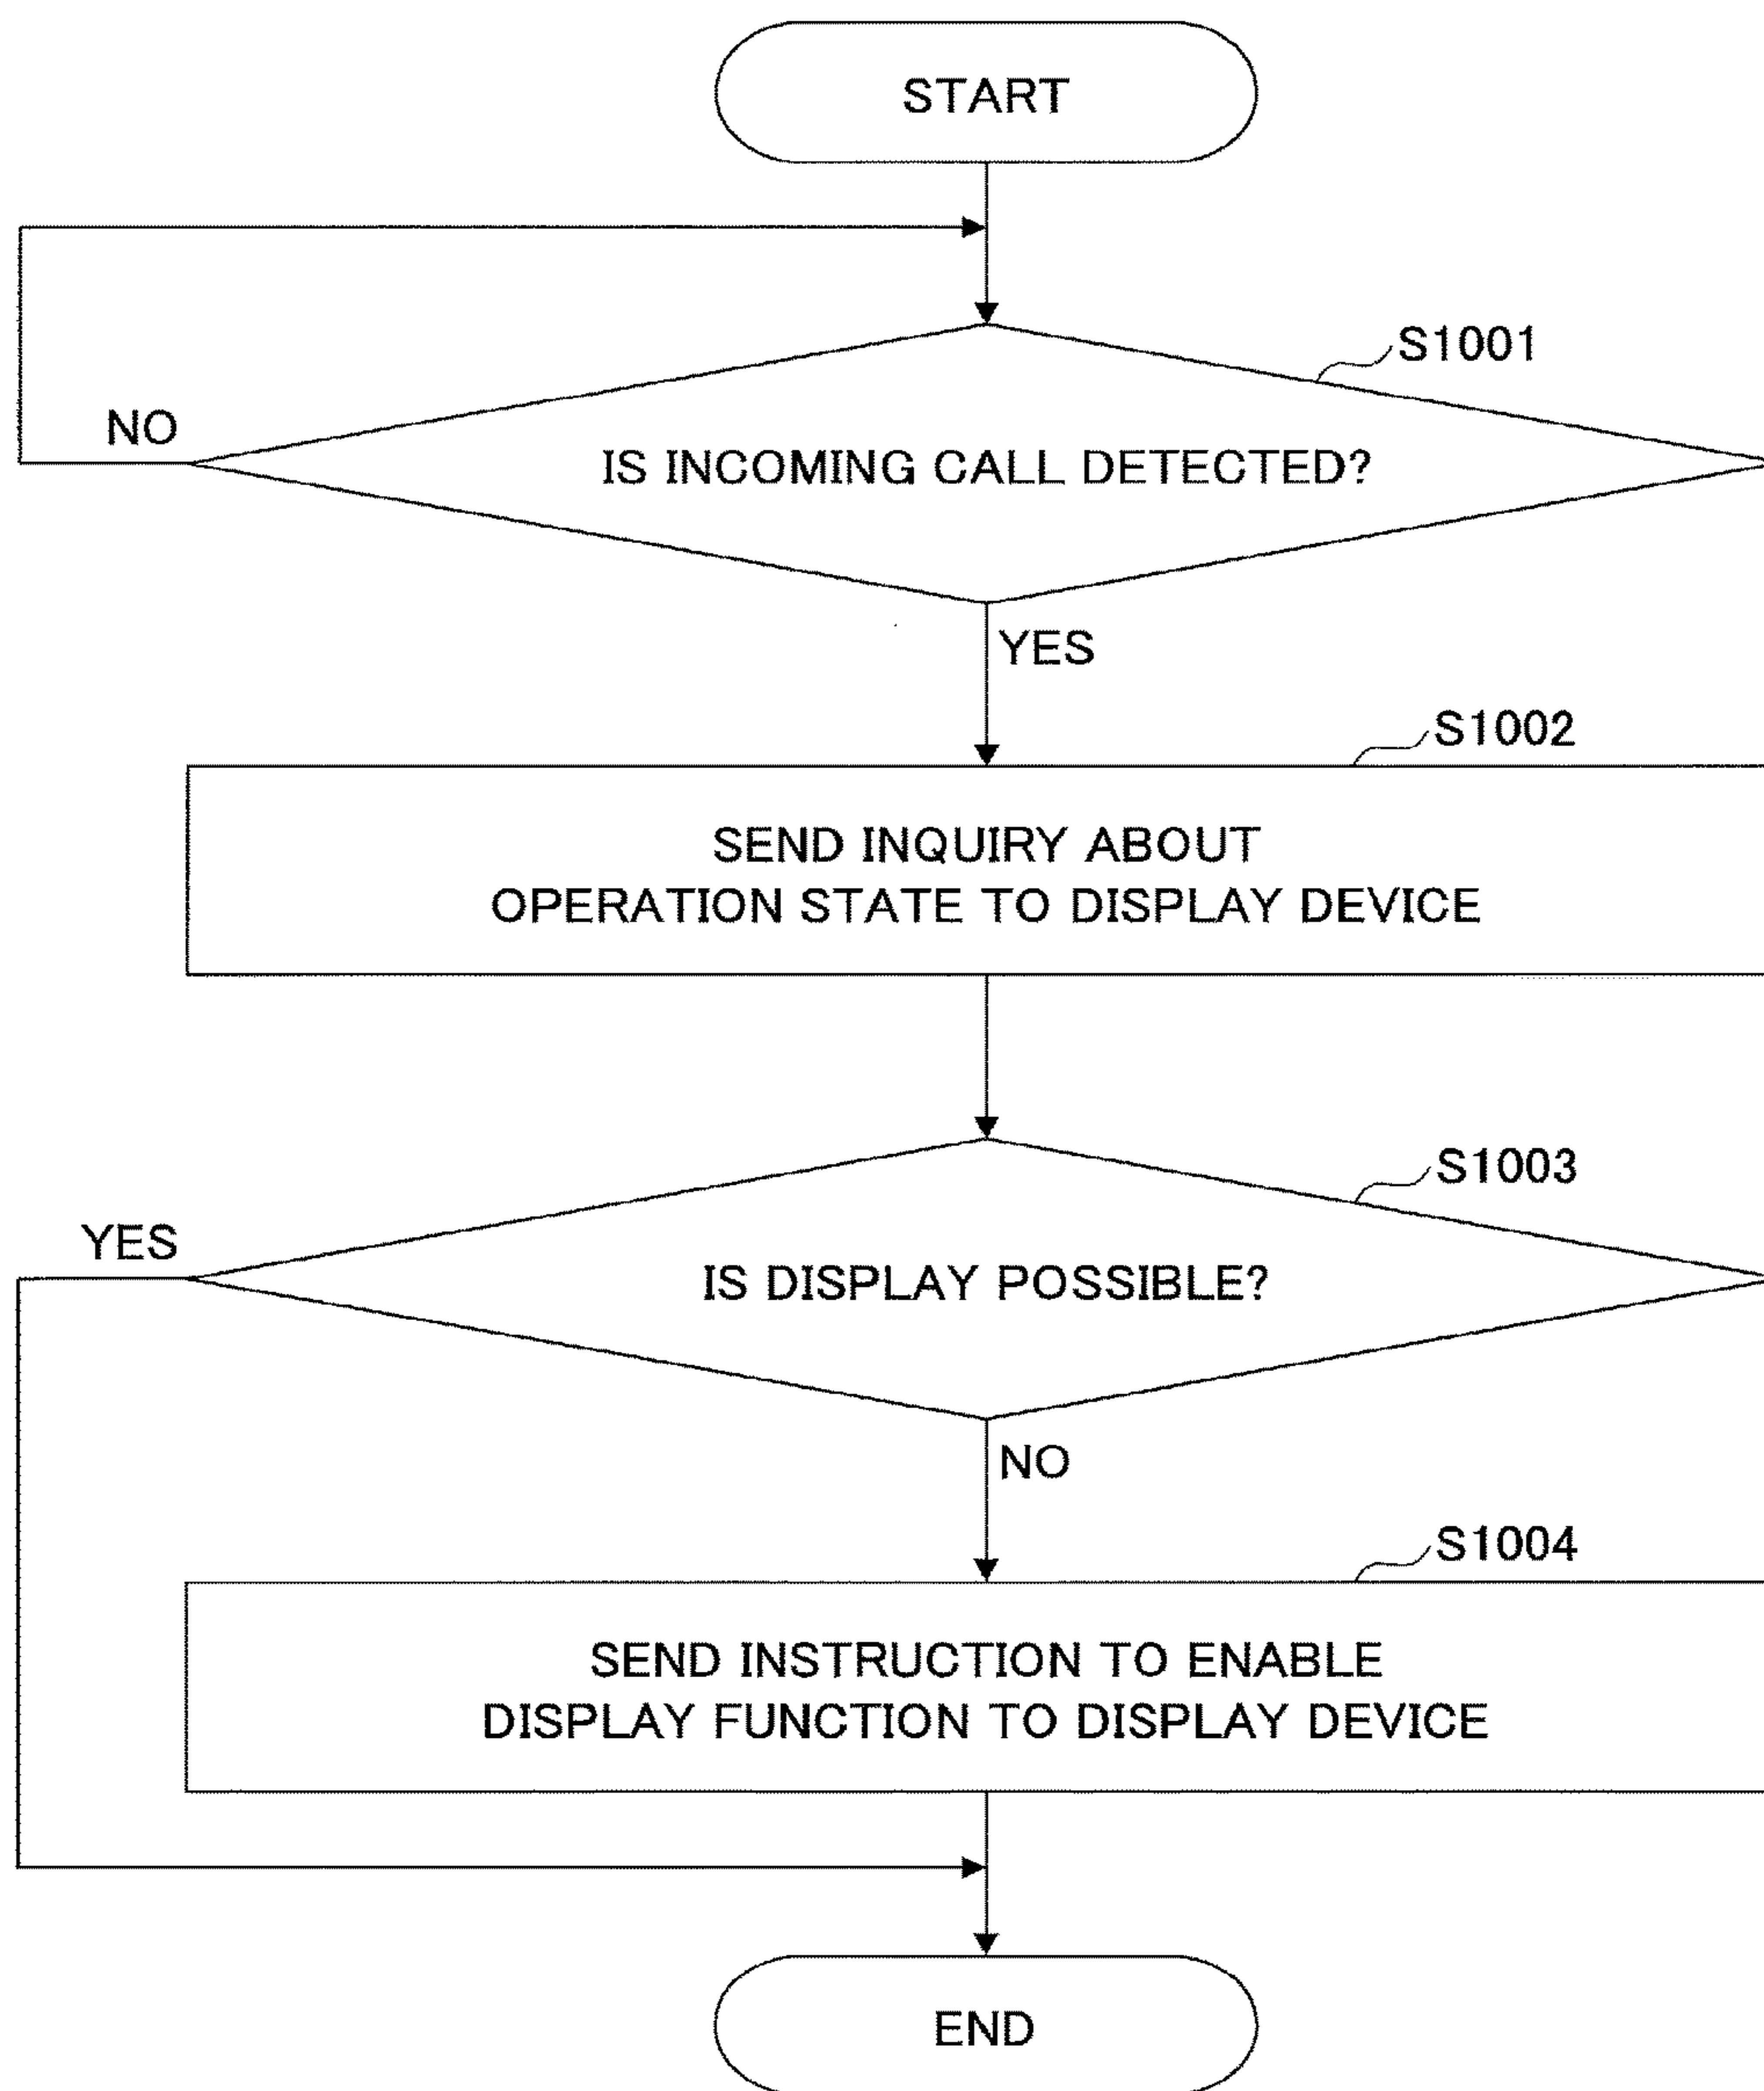 START
S1001
NO
IS INCOMING CALL DETECTED?
YES
S1002
SEND INQUIRY ABOUT
OPERATION STATE TO DISPLAY DEVICE
S1003
YES
IS DISPLAY POSSIBLE?
NO
S1004
SEND INSTRUCTION TO ENABLE
DISPLAY FUNCTION TO DISPLAY DEVICE
END